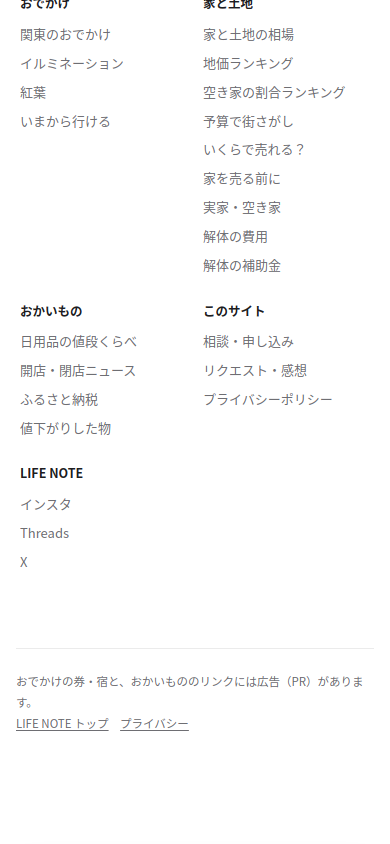 おでかけ
関東のおでかけ
イルミネーション
紅葉
いまから行ける
家と土地
家と土地の相場
地価ランキング
空き家の割合ランキング
予算で街さがし
いくらで売れる？
家を売る前に
実家・空き家
解体の費用
解体の補助金
おかいもの
日用品の値段くらべ
開店・閉店ニュース
ふるさと納税
値下がりした物
このサイト
相談・申し込み
リクエスト・感想
プライバシーポリシー
LIFE NOTE
インスタ
Threads
X
おでかけの券・宿と、おかいもののリンクには広告（PR）がありま
す。
LIFE NOTE トップ プライバシー